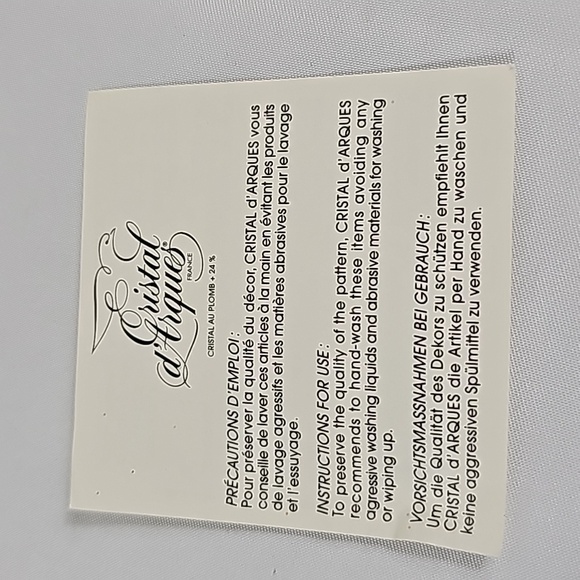 Cristal
d'Arques®
FRANCE
CRISTAL AU PLOMB + 24 %
PRÉCAUTIONS D'EMPLOI :
Pour préserver la qualité du décor, CRISTAL d'ARQUES vous
conseille de laver ces articles à la main en évitant les produits
de lavage agressifs et les matières abrasives pour le lavage
et l'essuyage.
INSTRUCTIONS FOR USE :
To preserve the quality of the pattern, CRISTAL d'ARQUES
recommends to hand-wash these items avoiding any
agressive washing liquids and abrasive materials for washing
or wiping up.
VORSICHTSMASSNAHMEN BEI GEBRAUCH :
Um die Qualität des Dekors zu schützen empfiehlt Ihnen
CRISTAL d'ARQUES die Artikel per Hand zu waschen und
keine aggressiven Spülmittel zu verwenden.